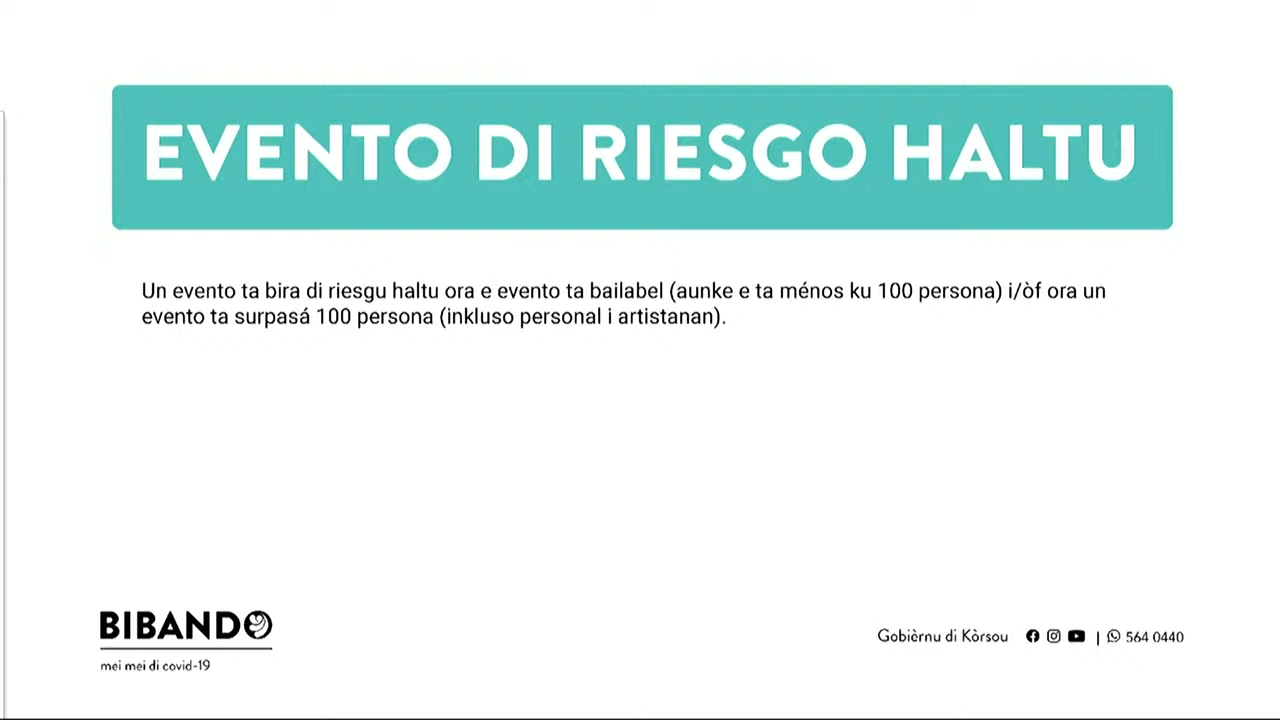 EVENTO DI RIESGO HALTU
Un evento ta bira di riesgu haltu ora e evento ta bailabel (aunke e ta ménos ku 100 persona) i/òf ora un
evento ta surpasá 100 persona (inkluso personal i artistanan).
BIBANDO
mei mei di covid-19
Gobièrnu di Kòrsou | 564 0440